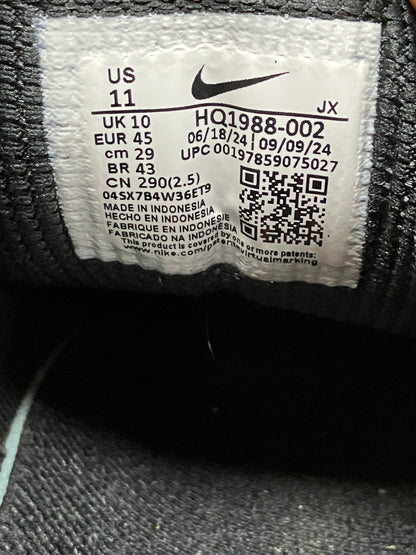 US
11
JX
UK 10
EUR 45
cm 29
BR 43
CN 290(2.5)
HQ1988-002
06/18/24 | 09/09/24
UPC 00197859075027
04SX7B4W36ET9
MADE IN INDONESIA
HECHO EN INDONESIA
FABRIQUE EN INDONESIE
FABRICADO NA INDONESIA
This product is covered by one or more patents
www.nike.com/patentvirtualmarking